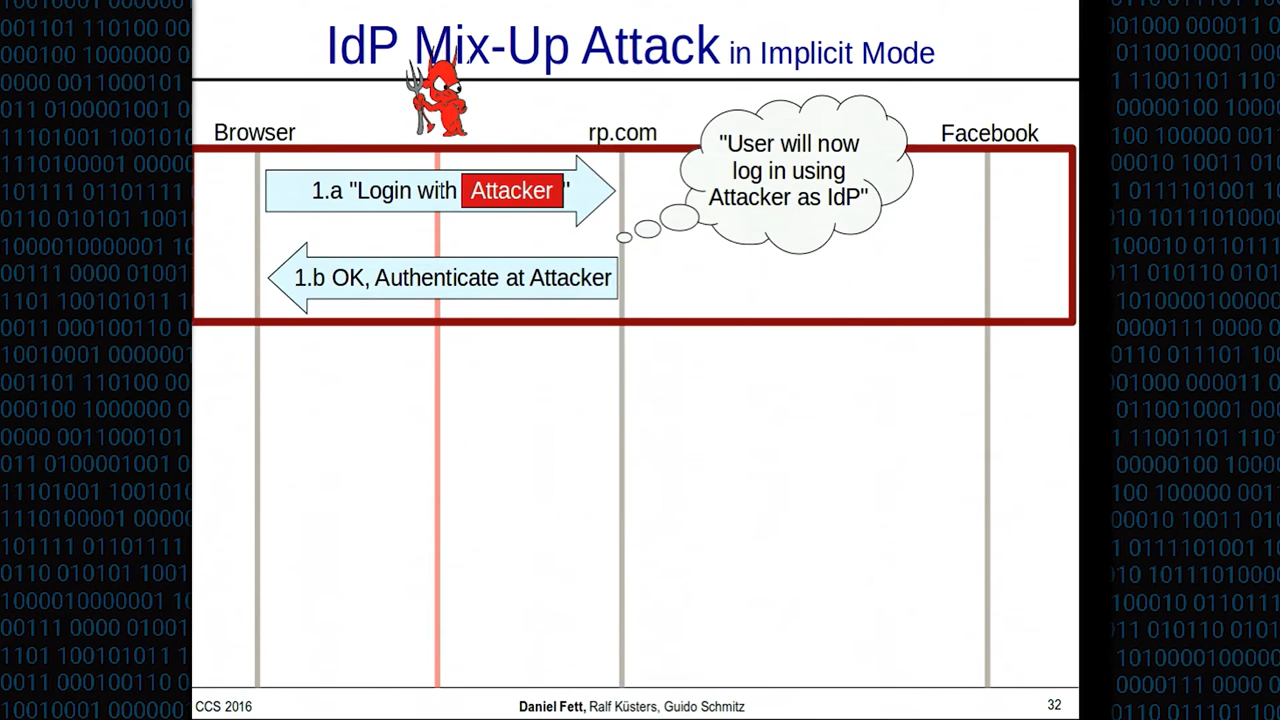 IdP Mix-Up Attack in Implicit Mode
Browser
rp.com
Facebook
"User will now
log in using
Attacker as IdP"
1.a "Login with Attacker "
1.b OK, Authenticate at Attacker
CCS 2016
Daniel Fett, Ralf Küsters, Guido Schmitz
32